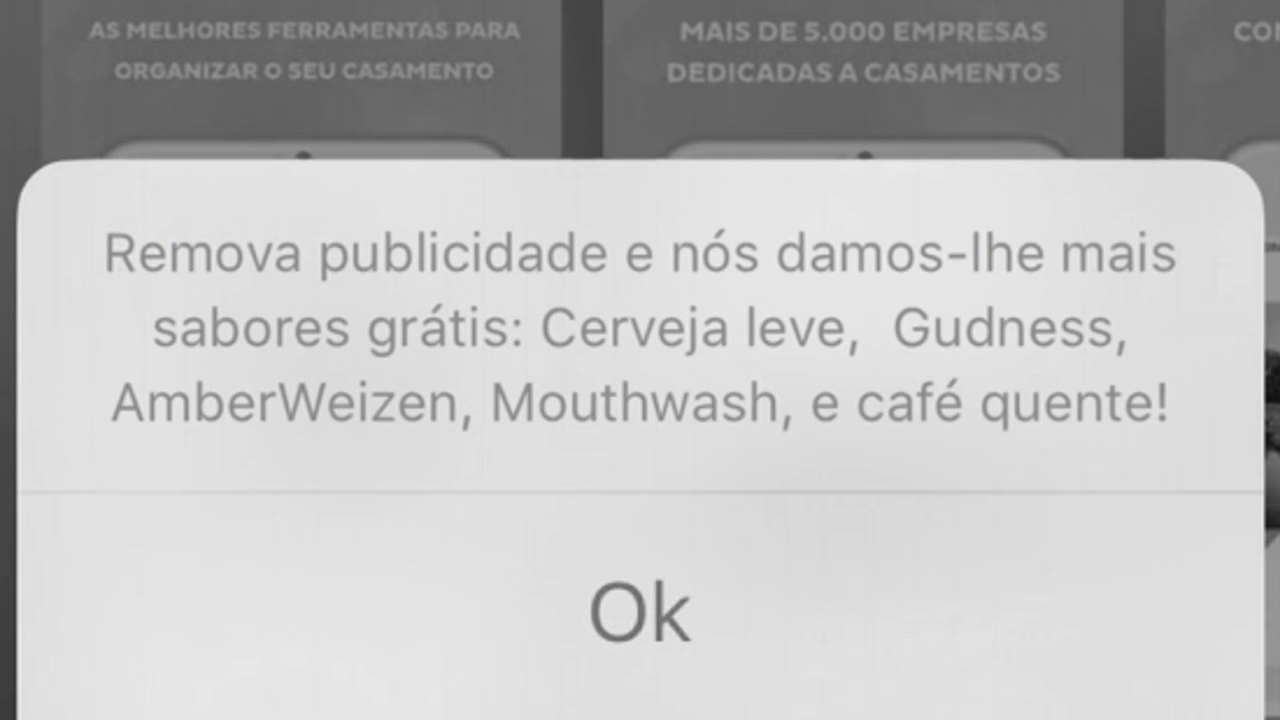 AS MELHORES FERRAMENTAS PARA
ORGANIZAR O SEU CASAMENTO
MAIS DE 5.000 EMPRESAS
DEDICADAS A CASAMENTOS
Remova publicidade e nós damos-lhe mais
sabores grátis: Cerveja leve,  Gudness,
AmberWeizen, Mouthwash, e café quente!
Ok